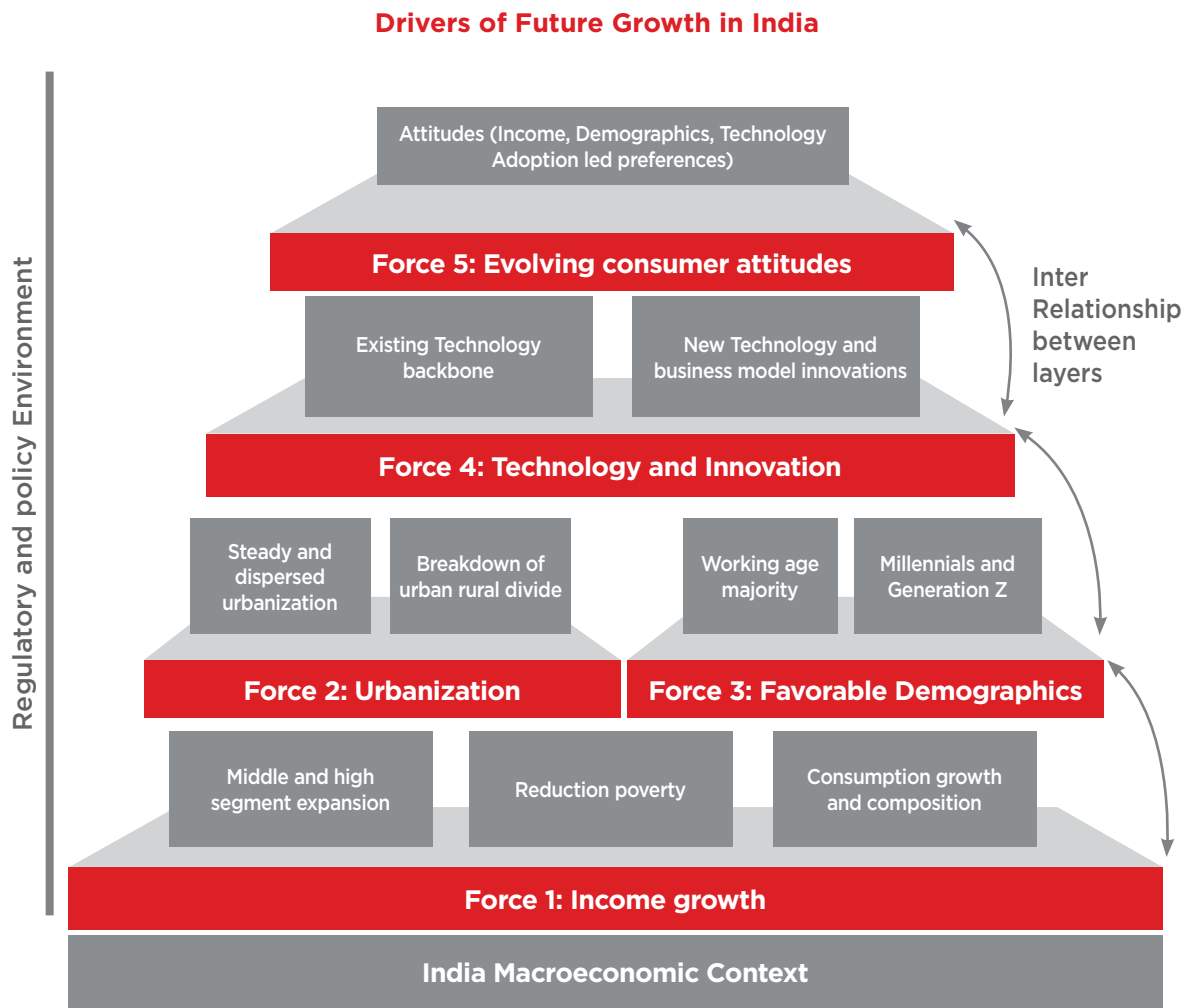 Drivers of Future Growth in India
Regulatory and policy Environment
Attitudes (Income, Demographics, Technology
Adoption led preferences)
Force 5: Evolving consumer attitudes
Inter
Relationship
between
layers
Existing Technology
backbone
New Technology and
business model innovations
Force 4: Technology and Innovation
Steady and
dispersed
urbanization
Breakdown of
urban rural divide
Working age
majority
Millennials and
Generation Z
Force 2: Urbanization
Force 3: Favorable Demographics
Middle and high
segment expansion
Reduction poverty
Consumption growth
and composition
Force 1: Income growth
India Macroeconomic Context